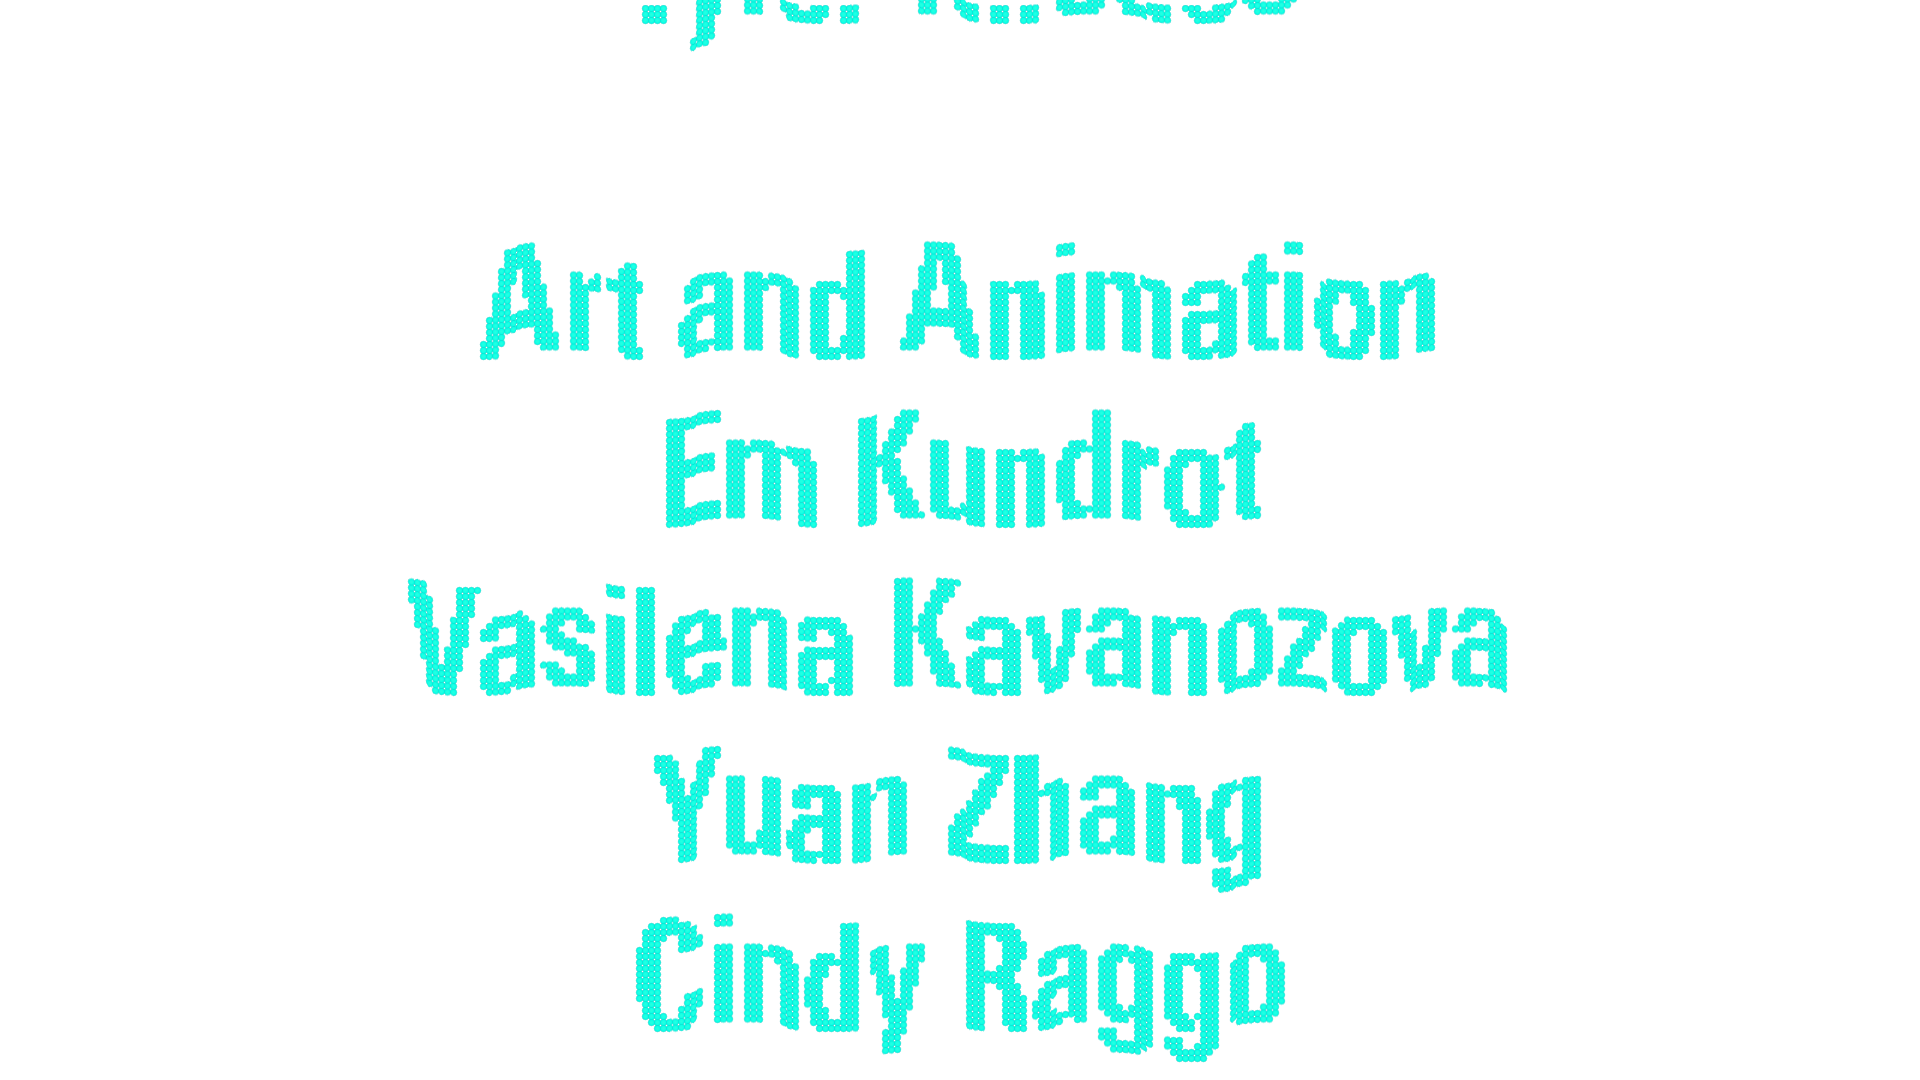 Art and Animation
Em Kundrot
Vasilena Kavanozova
Yuan Zhang
Cindy Raggo